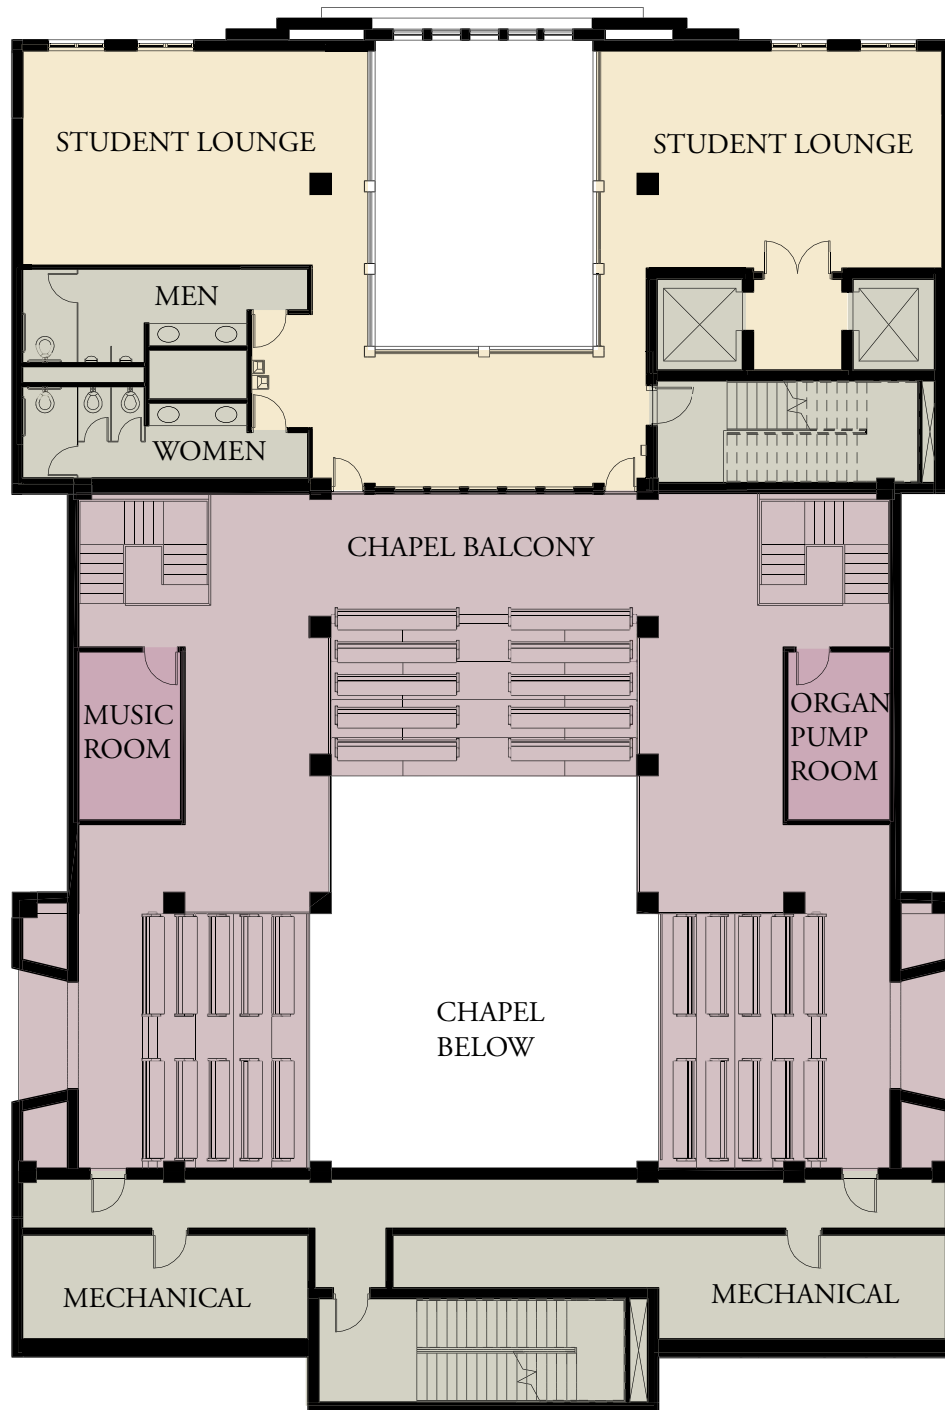 STUDENT LOUNGE
STUDENT LOUNGE
MEN
WOMEN
CHAPEL BALCONY
MUSIC
ROOM
ORGAN
PUMP
ROOM
CHAPEL
BELOW
MECHANICAL
MECHANICAL